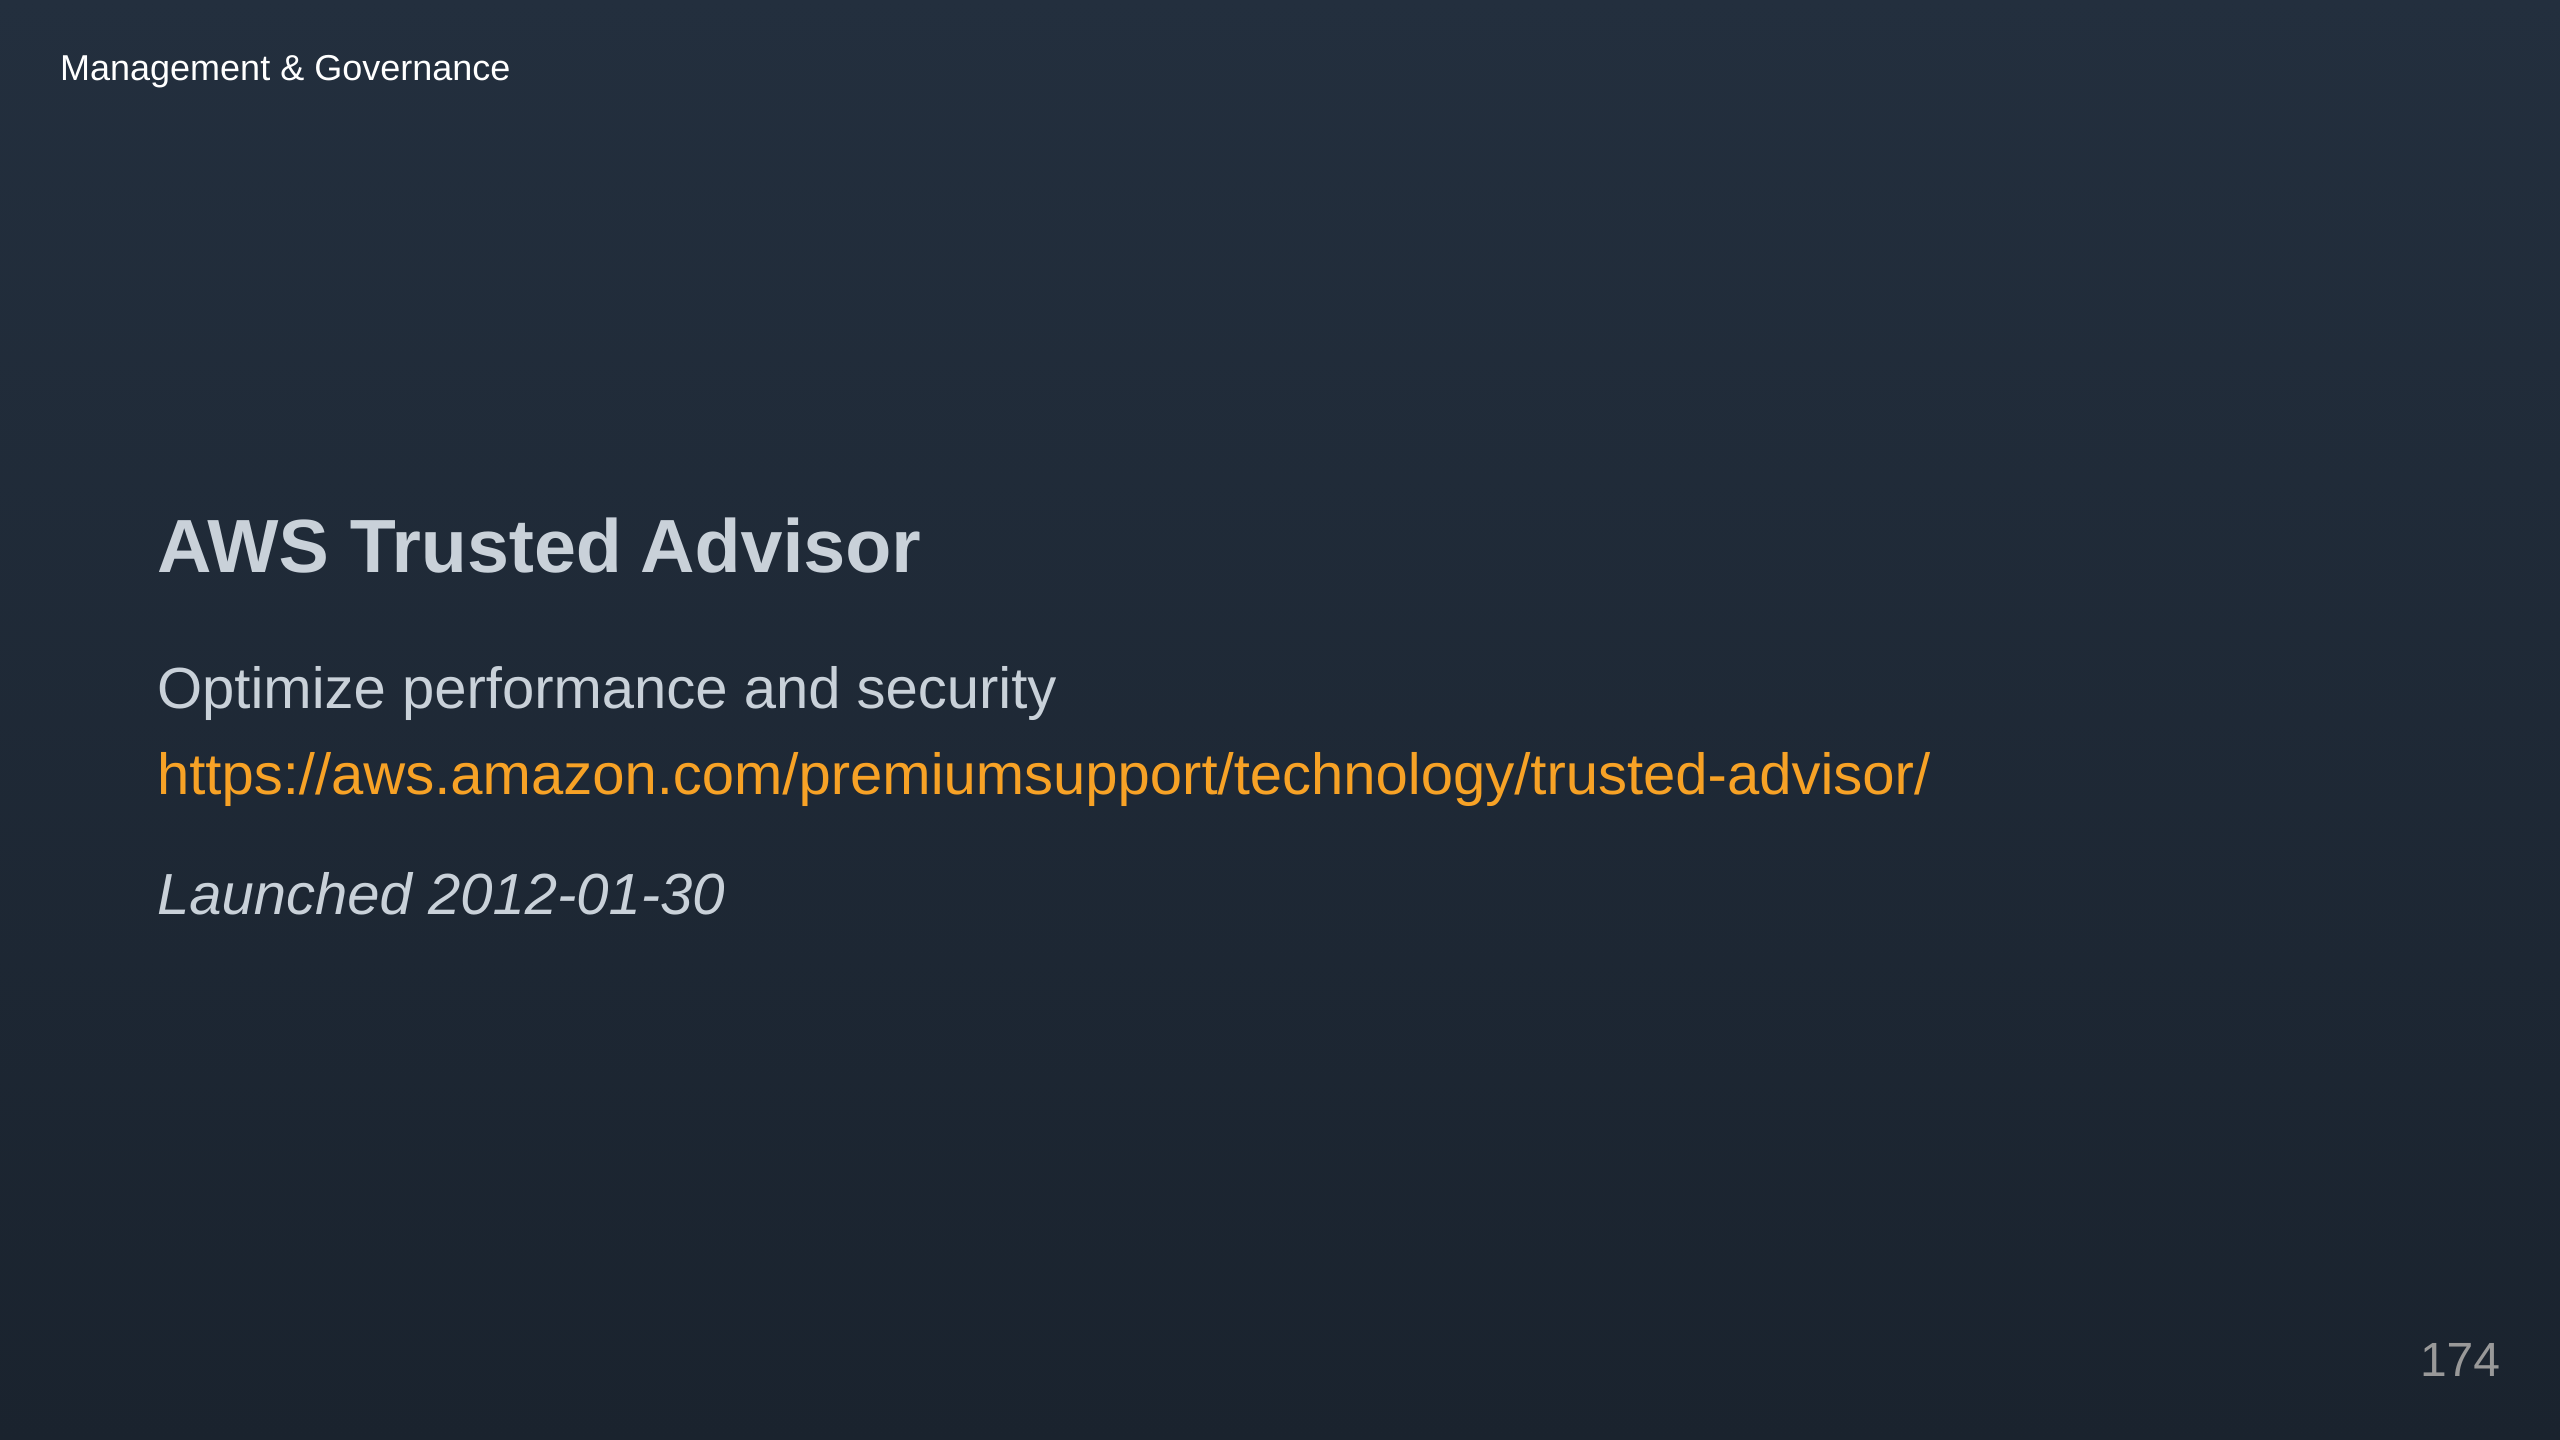 Management & Governance
AWS Trusted Advisor
Optimize performance and security
https://aws.amazon.com/premiumsupport/technology/trusted-advisor/
Launched 2012-01-30
174